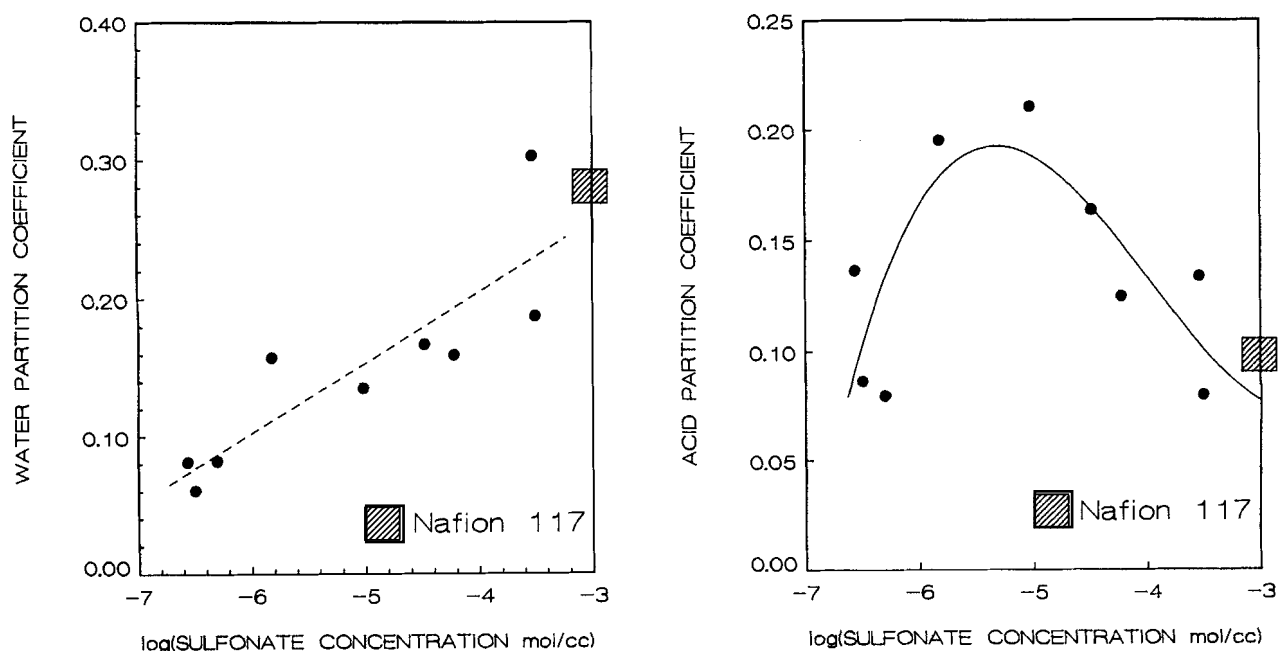 0.40
0.30
0.20
0.10
0.00
WATER PARTITION COEFFICIENT
Nafion 117
-7 -6 -5 -4 -3
log(SULFONATE CONCENTRATION mol/cc)
0.25
0.20
0.15
0.10
0.05
0.00
ACID PARTITION COEFFICIENT
Nafion 117
-7 -6 -5 -4 -3
log(SULFONATE CONCENTRATION mol/cc)